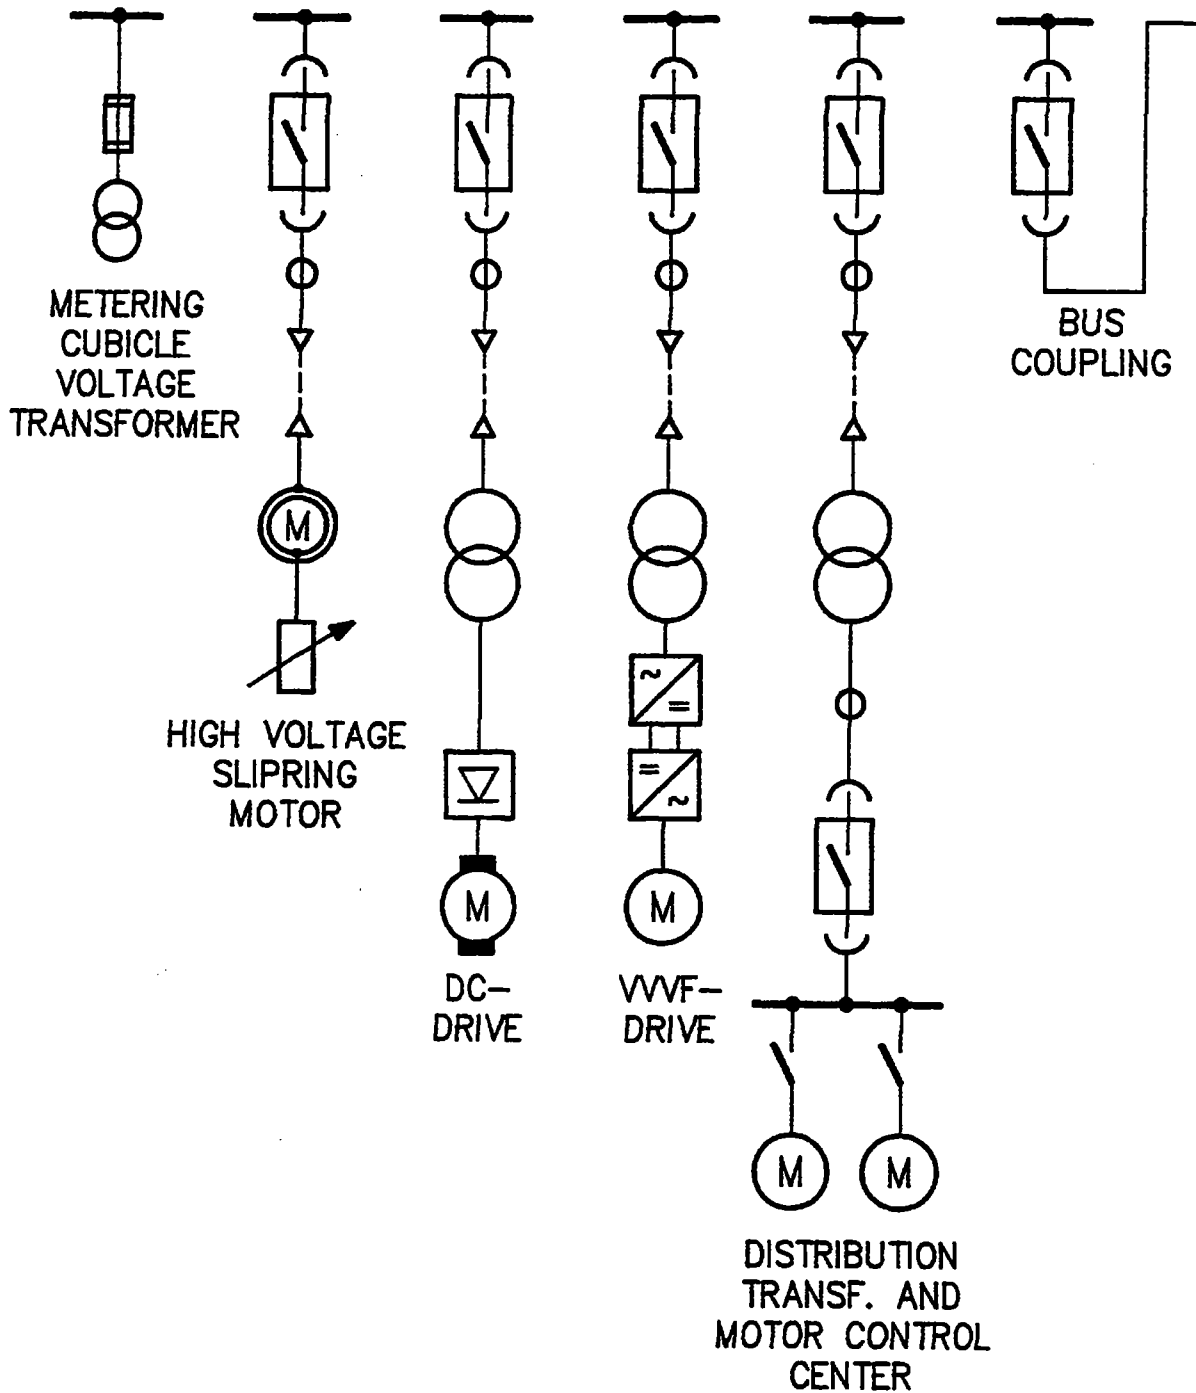 METERING
CUBICLE
VOLTAGE
TRANSFORMER
BUS
COUPLING
M
HIGH VOLTAGE
SLIPRING
MOTOR
~
=
=
~
M
M
DC-
DRIVE
VVVF-
DRIVE
M
M
DISTRIBUTION
TRANSF. AND
MOTOR CONTROL
CENTER